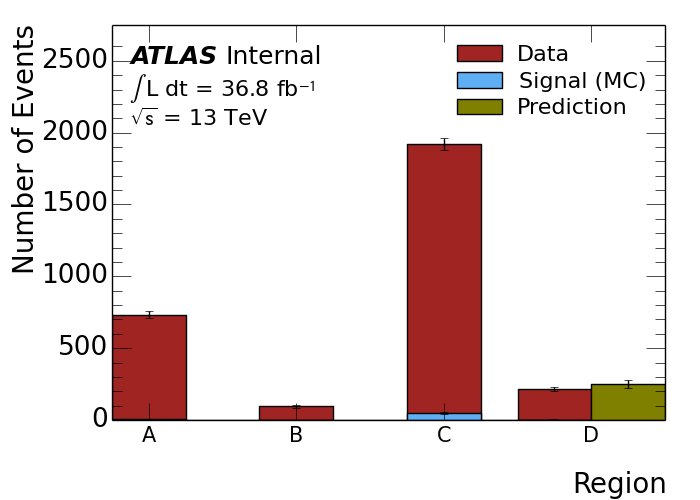 Number of Events
2500
2000
1500
1000
500
0
ATLAS Internal
∫L dt = 36.8 fb⁻¹
√s = 13 TeV
Data
Signal (MC)
Prediction
A B C D
Region